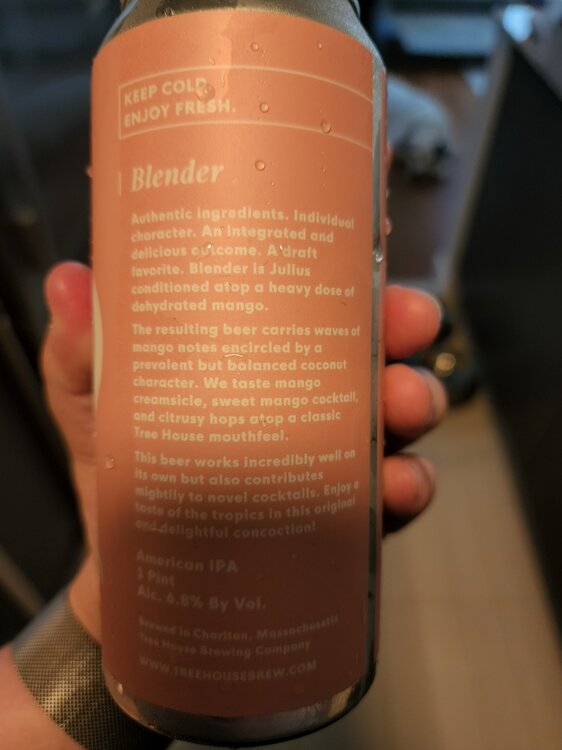 KEEP COLD.
ENJOY FRESH.
Blender
Authentic ingredients. Individual
character. An integrated and
delicious outcome. A draft
favorite. Blender is Julius
conditioned atop a heavy dose of
dehydrated mango.
The resulting beer carries waves of
mango notes encircled by a
prevalent but balanced coconut
character. We taste mango
creamsicle, sweet mango cocktail,
and citrusy hops atop a classic
Tree House mouthfeel.
This beer works incredibly well on
its own but also contributes
mightily to novel cocktails. Enjoy a
taste of the tropics in this original
and delightful concoction!
American IPA
1 Pint
Alc. 6.8% By Vol.
Brewed in Charlton, Massachusetts
Tree House Brewing Company
WWW.TREEHOUSEBREW.COM